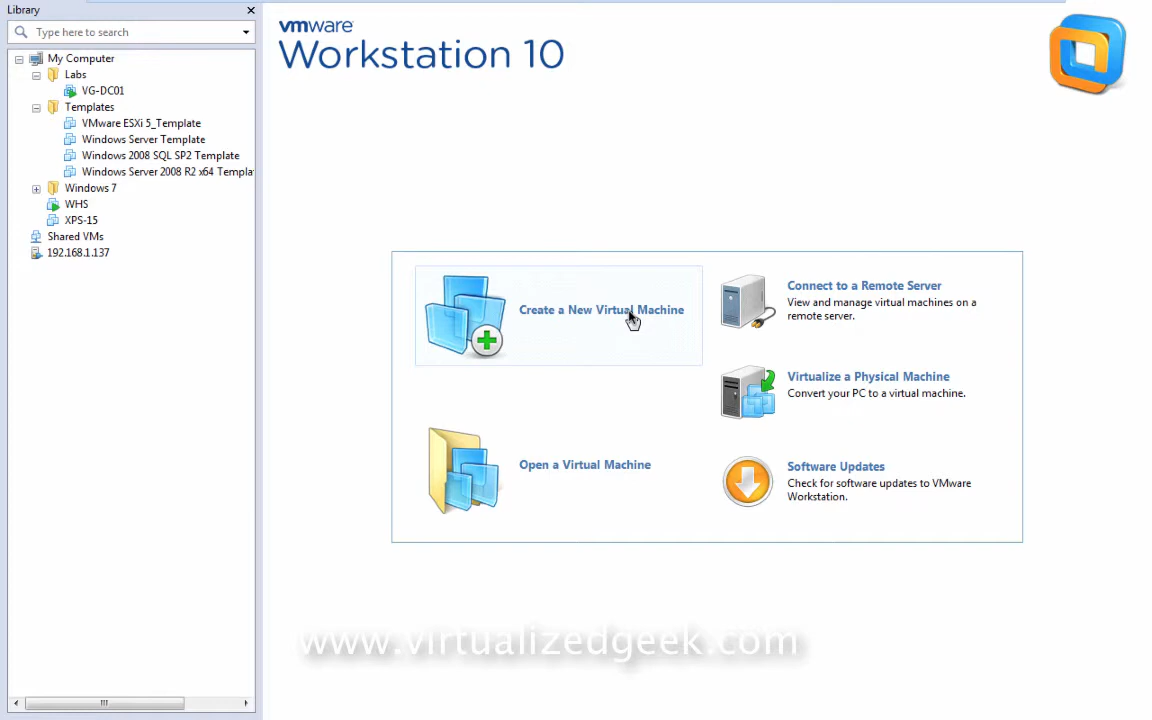 Library
Type here to search
My Computer
Labs
VG-DC01
Templates
VMware ESXi 5_Template
Windows Server Template
Windows 2008 SQL SP2 Template
Windows Server 2008 R2 x64 Templa
Windows 7
WHS
XPS-15
Shared VMs
192.168.1.137
vmware
Workstation 10
Create a New Virtual Machine
Open a Virtual Machine
Connect to a Remote Server
View and manage virtual machines on a
remote server.
Virtualize a Physical Machine
Convert your PC to a virtual machine.
Software Updates
Check for software updates to VMware
Workstation.
www.virtualizedgeek.com